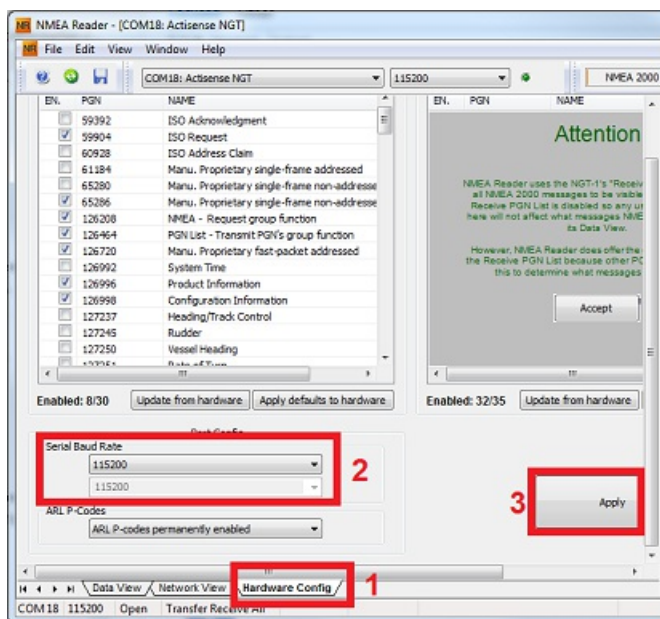 NMEA Reader - [COM18: Actisense NGT]
File Edit View Window Help
COM18: Actisense NGT 115200 NMEA 2000
EN. PGN NAME
59392 ISO Acknowledgment
59904 ISO Request
60928 ISO Address Claim
61184 Manu. Proprietary single-frame addressed
65280 Manu. Proprietary single-frame non-addresse
65286 Manu. Proprietary single-frame non-addresse
126208 NMEA - Request group function
126464 PGN List - Transmit PGN's group function
126720 Manu. Proprietary fast-packet addressed
126992 System Time
126996 Product Information
126998 Configuration Information
127237 Heading/Track Control
127245 Rudder
127250 Vessel Heading
127251 Rate of Turn
Enabled: 8/30 Update from hardware Apply defaults to hardware
EN. PGN NAME
Attention
NMEA Reader uses the NGT-1's "Receiv
all NMEA 2000 messages to be visible
Receive PGN List is disabled so any us
here will not affect what messages NME
its Data View.
However, NMEA Reader does offer the
the Receive PGN List because other PC
this to determine what messages
Accept
Enabled: 32/35 Update from hardware
Port Config
Serial Baud Rate
115200
115200
2
ARL P-Codes
ARL P-codes permanently enabled
3
Apply
1
Data View Network View Hardware Config
COM 18 115200 Open Transfer Receive All